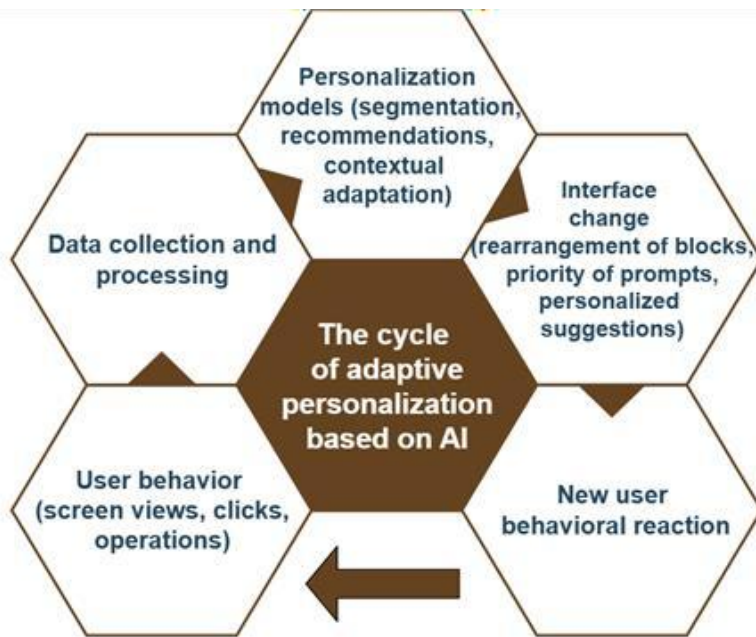 Personalization
models (segmentation,
recommendations,
contextual
adaptation)
Interface
change
(rearrangement of blocks,
priority of prompts,
personalized
suggestions)
Data collection and
processing
The cycle
of adaptive
personalization
based on AI
User behavior
(screen views, clicks,
operations)
New user
behavioral reaction